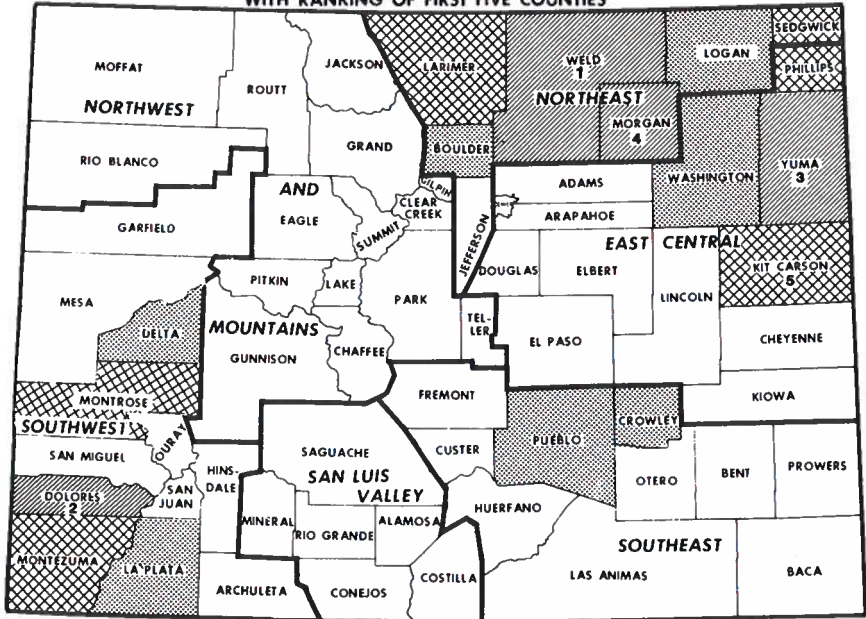 WITH RANKING OF FIRST FIVE COUNTIES
MOFFAT
ROUTT
JACKSON
LARIMER
WELD
1
LOGAN
SEDGWICK
PHILLIPS
NORTHWEST
NORTHEAST
MORGAN
4
RIO BLANCO
GRAND
BOULDER
WASHINGTON
YUMA
3
GARFIELD
AND
EAGLE
SUMMIT
GILPIN
CLEAR
CREEK
JEFFERSON
ADAMS
ARAPAHOE
EAST CENTRAL
MESA
PITKIN
LAKE
PARK
DOUGLAS
ELBERT
LINCOLN
KIT CARSON
5
DELTA
MOUNTAINS
GUNNISON
CHAFFEE
TEL-
LER
EL PASO
CHEYENNE
MONTROSE
FREMONT
KIOWA
SOUTHWEST
OURAY
SAN MIGUEL
SAGUACHE
CUSTER
PUEBLO
CROWLEY
HINS-
DALE
SAN LUIS
VALLEY
OTERO
BENT
PROWERS
DOLORES
2
SAN
JUAN
MINERAL
RIO GRANDE
ALAMOSA
HUERFANO
MONTEZUMA
LA PLATA
ARCHULETA
CONEJOS
COSTILLA
SOUTHEAST
LAS ANIMAS
BACA